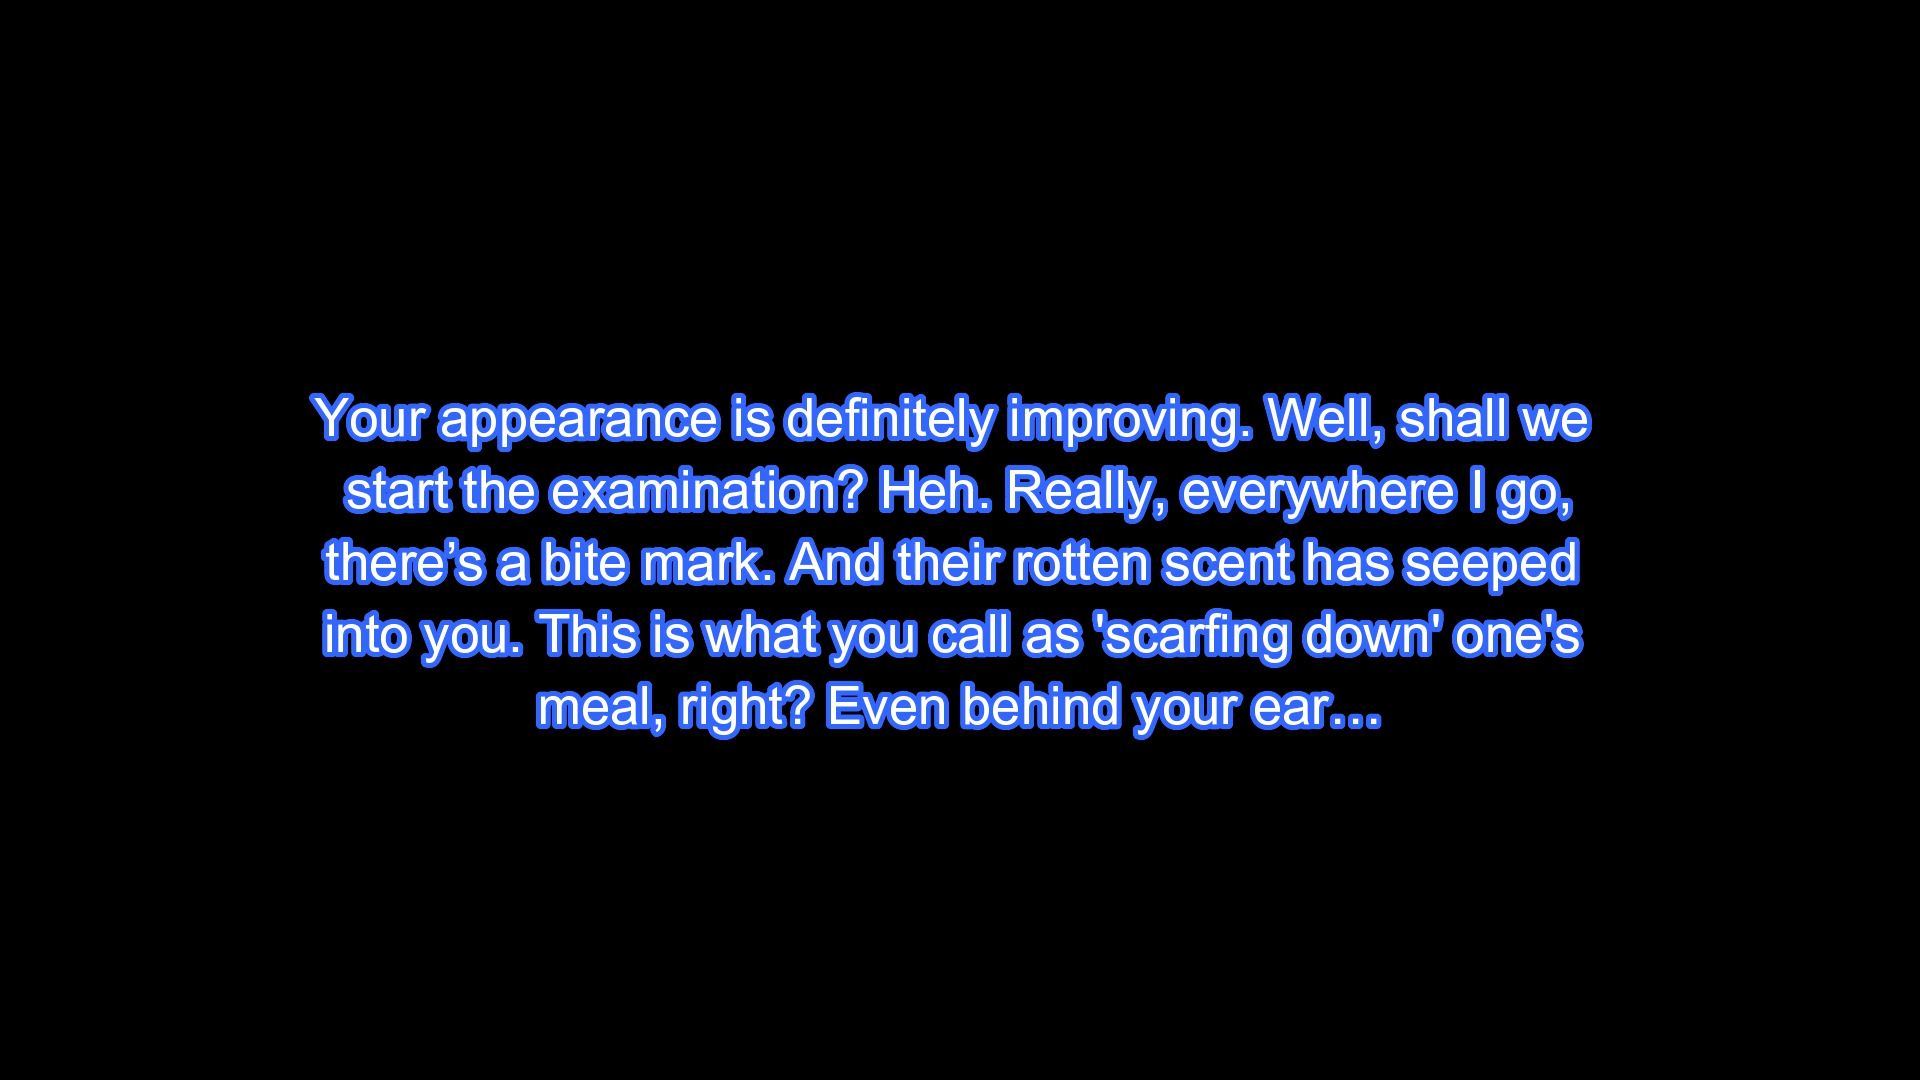 Your appearance is definitely improving. Well, shall we
start the examination? Heh. Really, everywhere I go,
there’s a bite mark. And their rotten scent has seeped
into you. This is what you call as 'scarfing down' one's
meal, right? Even behind your ear...